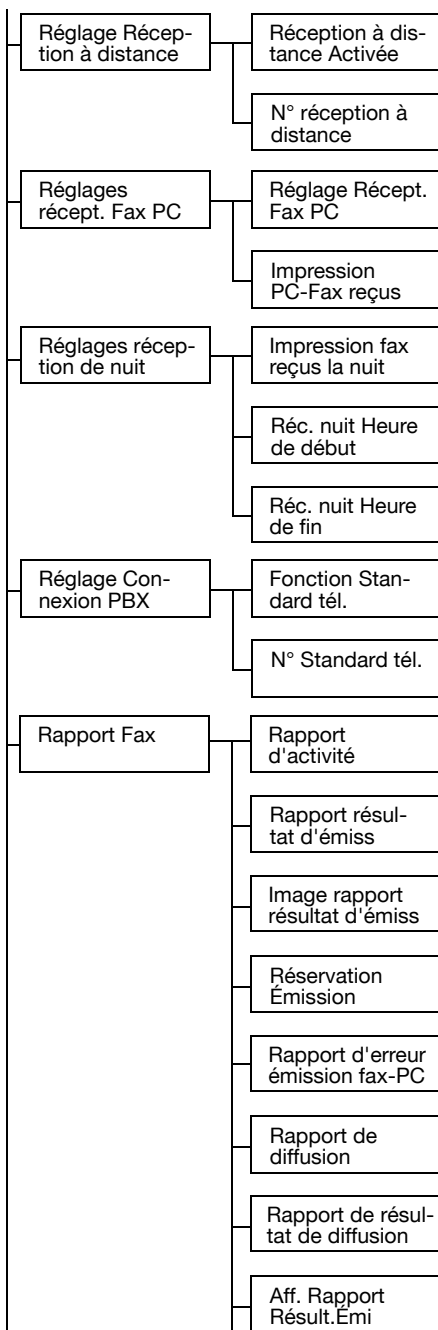 Réglage Récep-
tion à distance
Réception à dis-
tance Activée
N° réception à
distance
Réglages
récept. Fax PC
Réglage Récept.
Fax PC
Impression
PC-Fax reçus
Réglages récep-
tion de nuit
Impression fax
reçus la nuit
Réc. nuit Heure
de début
Réc. nuit Heure
de fin
Réglage Con-
nexion PBX
Fonction Stan-
dard tél.
N° Standard tél.
Rapport Fax
Rapport
d'activité
Rapport résul-
tat d'émiss
Image rapport
résultat d'émiss
Réservation
Émission
Rapport d'erreur
émission fax-PC
Rapport de
diffusion
Rapport de résul-
tat de diffusion
Aff. Rapport
Résult.Émi